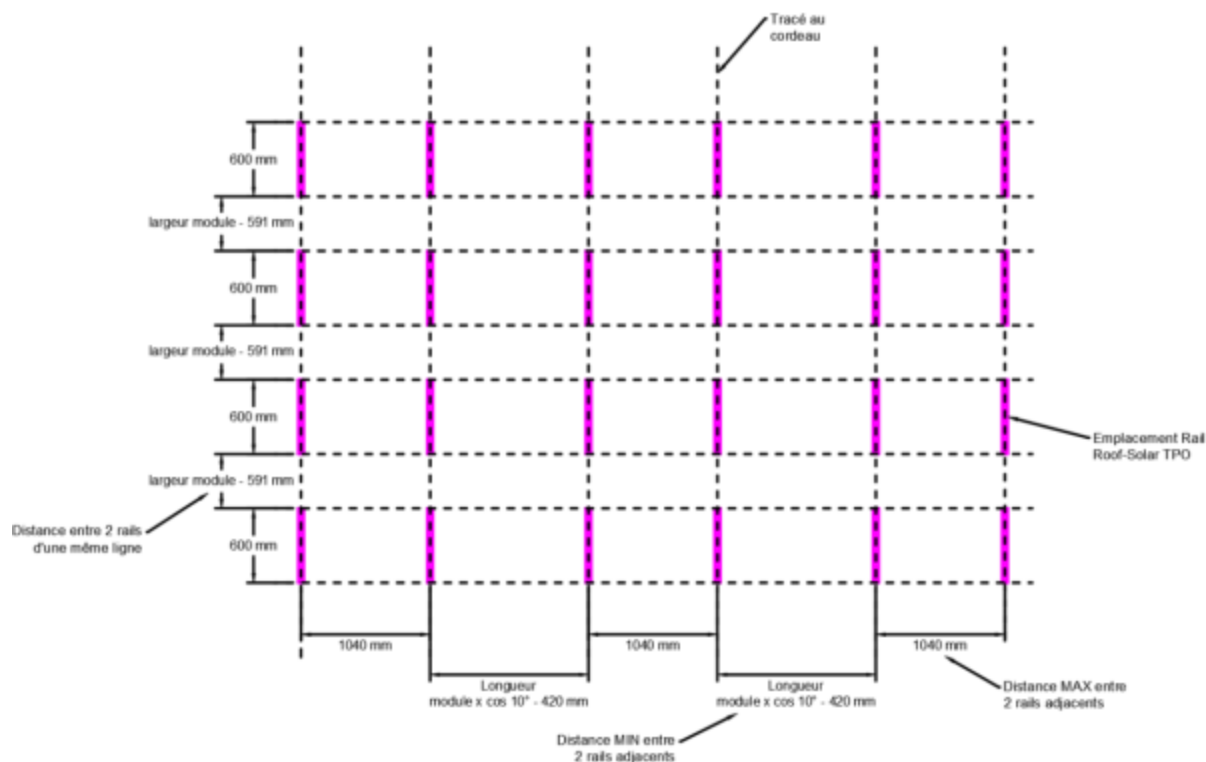 Tracé au
cordeau
600 mm
largeur module - 591 mm
600 mm
largeur module - 591 mm
600 mm
largeur module - 591 mm
600 mm
Emplacement Rail
Roof-Solar TPO
Distance entre 2 rails
d'une même ligne
1040 mm
1040 mm
1040 mm
Longueur
module x cos 10° - 420 mm
Longueur
module x cos 10° - 420 mm
Distance MAX entre
2 rails adjacents
Distance MIN entre
2 rails adjacents